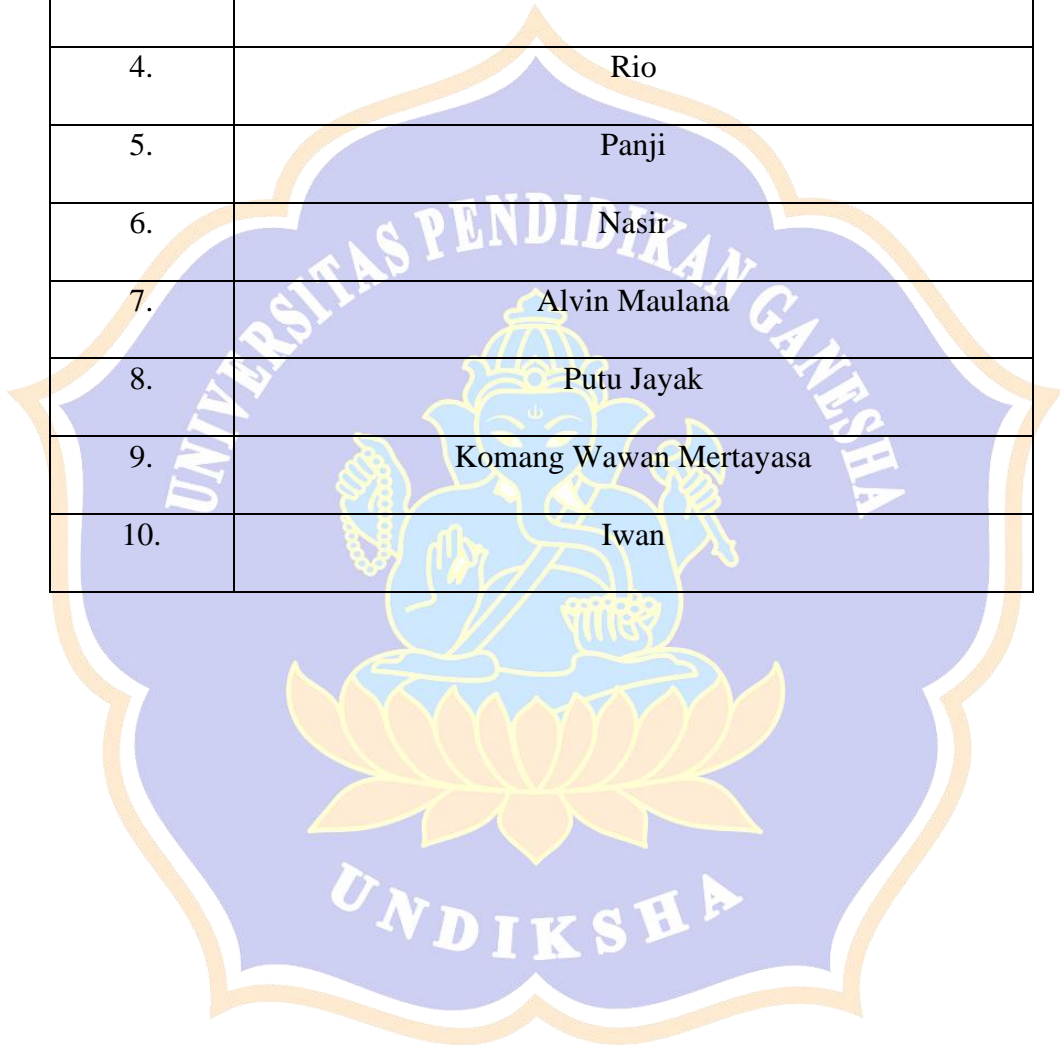 4. Rio
5. Panji
6. Nasir
7. Alvin Maulana
8. Putu Jayak
9. Komang Wawan Mertayasa
10. Iwan
UNIVERSITAS PENDIDIKAN GANESHA
UNDIKSHA